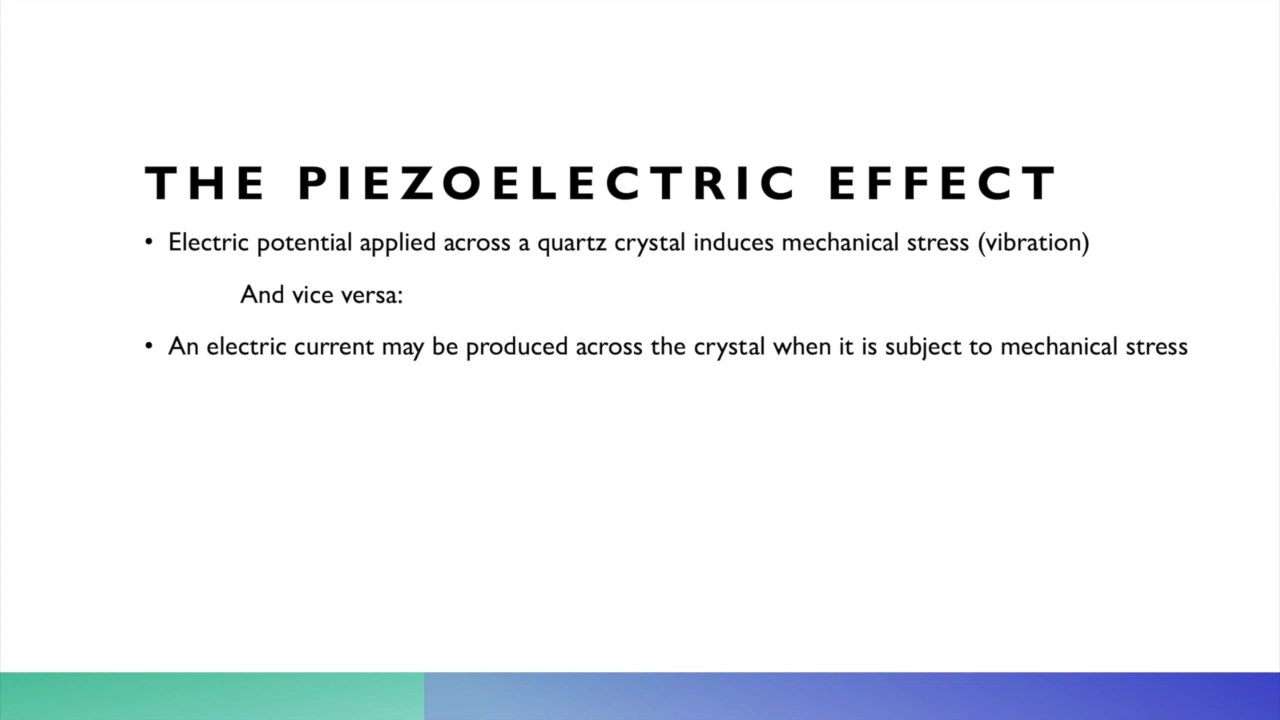 THE PIEZOELECTRIC EFFECT
• Electric potential applied across a quartz crystal induces mechanical stress (vibration)
And vice versa:
• An electric current may be produced across the crystal when it is subject to mechanical stress